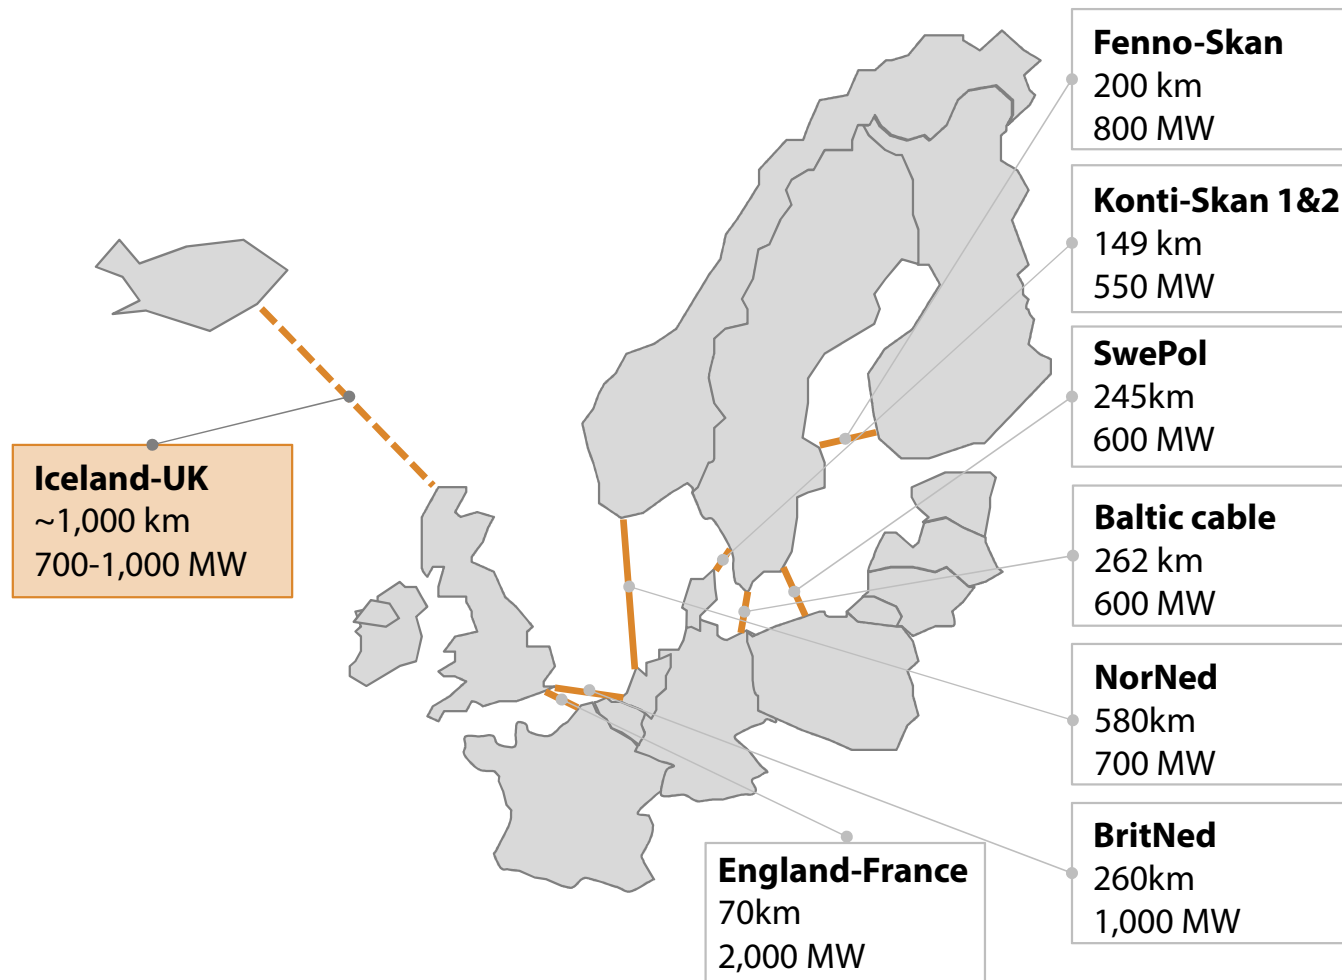 Fenno-Skan
200 km
800 MW
Konti-Skan 1&2
149 km
550 MW
SwePol
245km
600 MW
Baltic cable
262 km
600 MW
NorNed
580km
700 MW
BritNed
260km
1,000 MW
England-France
70km
2,000 MW
Iceland-UK
~1,000 km
700-1,000 MW